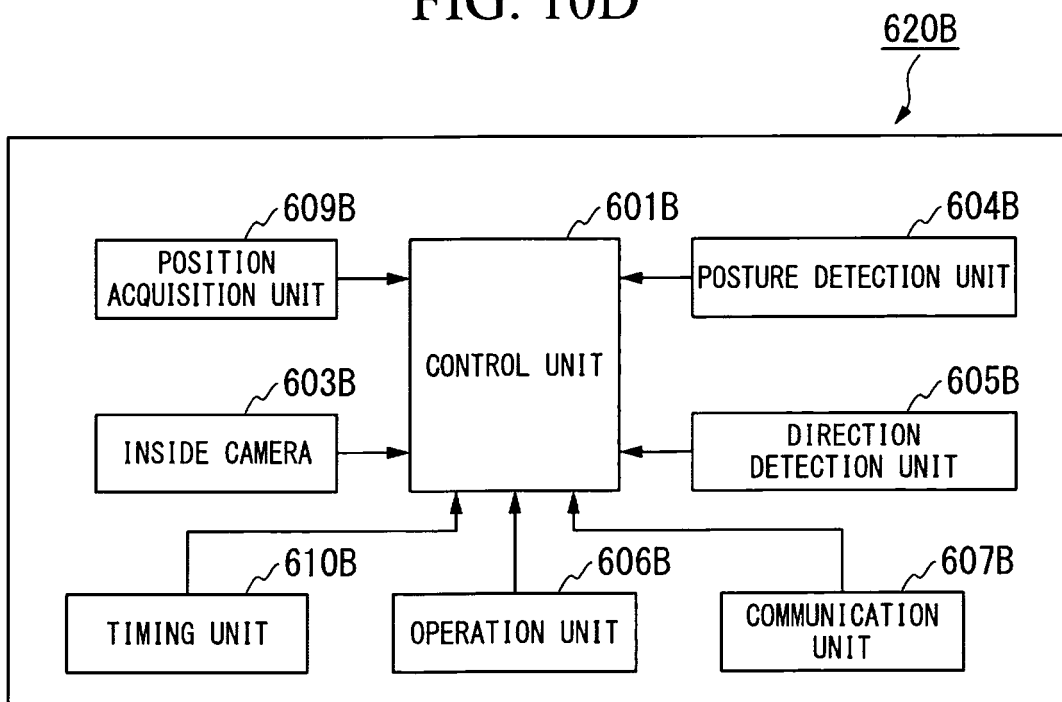 FIG. 10D
620B
609B
601B
604B
POSITION
ACQUISITION UNIT
CONTROL UNIT
POSTURE DETECTION UNIT
603B
605B
INSIDE CAMERA
DIRECTION
DETECTION UNIT
610B
606B
607B
TIMING UNIT
OPERATION UNIT
COMMUNICATION
UNIT